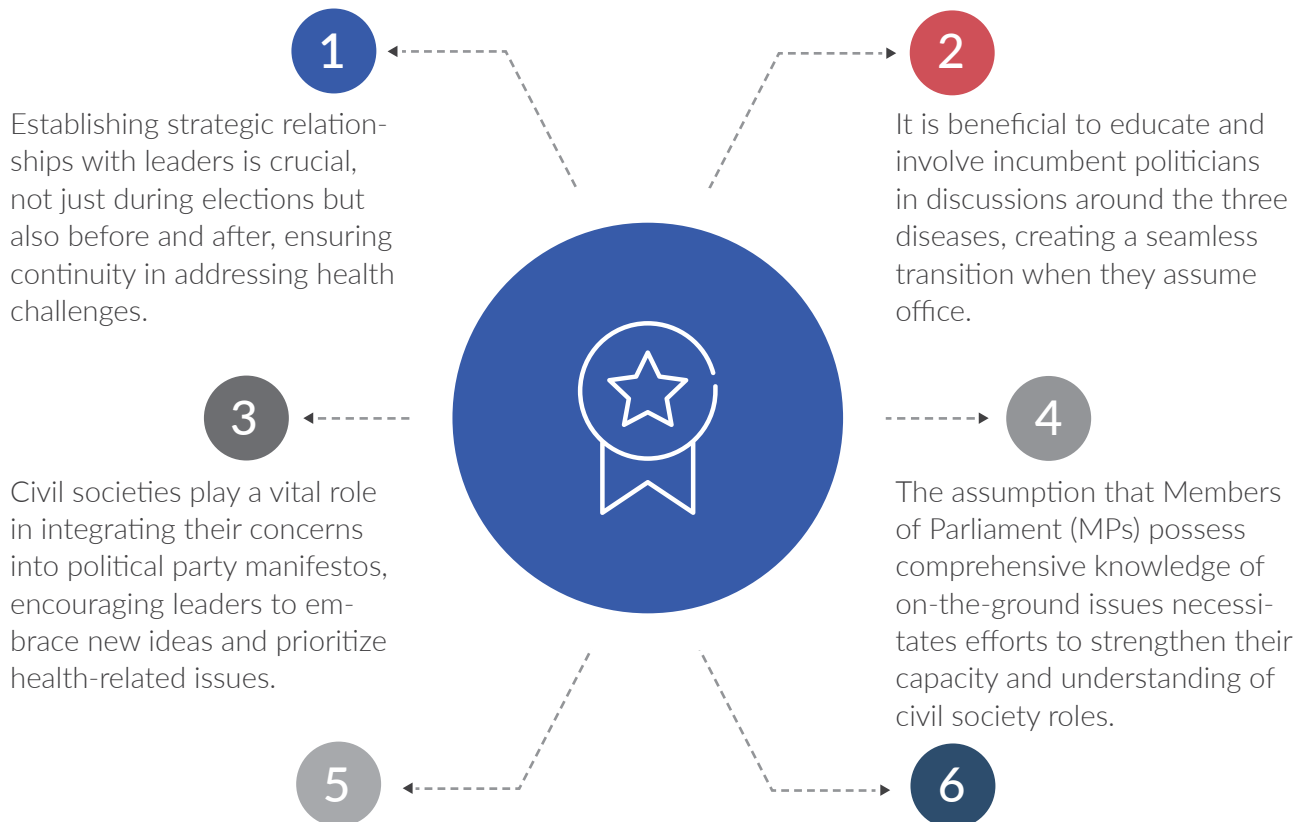 1
Establishing strategic relation-
ships with leaders is crucial,
not just during elections but
also before and after, ensuring
continuity in addressing health
challenges.
2
It is beneficial to educate and
involve incumbent politicians
in discussions around the three
diseases, creating a seamless
transition when they assume
office.
3
Civil societies play a vital role
in integrating their concerns
into political party manifestos,
encouraging leaders to em-
brace new ideas and prioritize
health-related issues.
4
The assumption that Members
of Parliament (MPs) possess
comprehensive knowledge of
on-the-ground issues necessi-
tates efforts to strengthen their
capacity and understanding of
civil society roles.
5
6